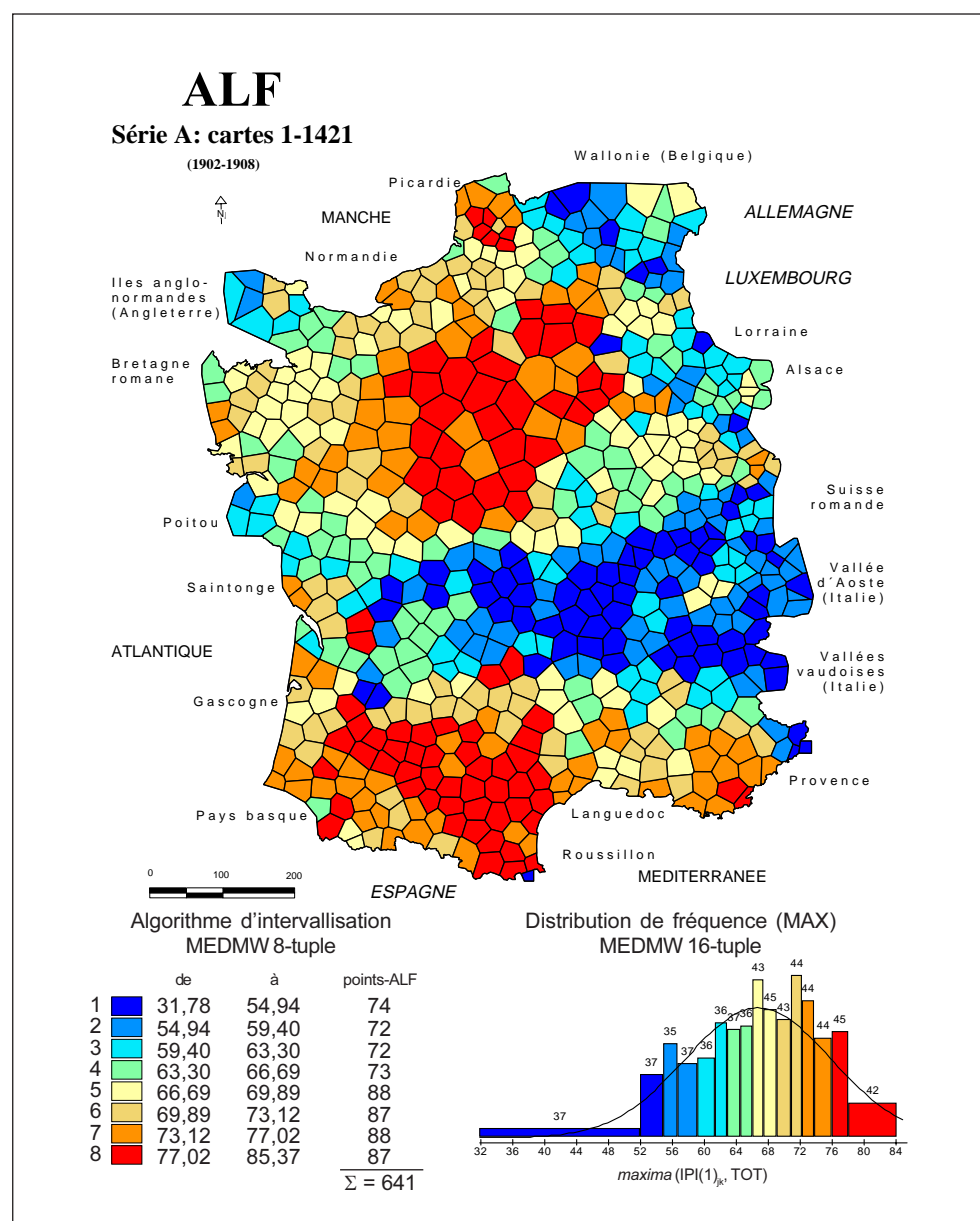 ALF
Série A: cartes 1-1421
(1902-1908)
N
Wallonie (Belgique)
Picardie
MANCHE
ALLEMAGNE
Normandie
LUXEMBOURG
Iles anglo-
normandes
(Angleterre)
Lorraine
Bretagne
romane
Alsace
Suisse
romande
Poitou
Vallée
d´Aoste
(Italie)
Saintonge
ATLANTIQUE
Vallées
vaudoises
(Italie)
Gascogne
Provence
Pays basque
Languedoc
Roussillon
MEDITERRANEE
ESPAGNE
0 100 200
Algorithme d’intervallisation
MEDMW 8-tuple
de à points-ALF
1 31,78 54,94 74
2 54,94 59,40 72
3 59,40 63,30 72
4 63,30 66,69 73
5 66,69 69,89 88
6 69,89 73,12 87
7 73,12 77,02 88
8 77,02 85,37 87
Σ = 641
Distribution de fréquence (MAX)
MEDMW 16-tuple
37 37 35 37 36 36 37 36 43 45 43 44 44 44 45 42
32 36 40 44 48 52 56 60 64 68 72 76 80 84
maxima (IPI(1)jk, TOT)